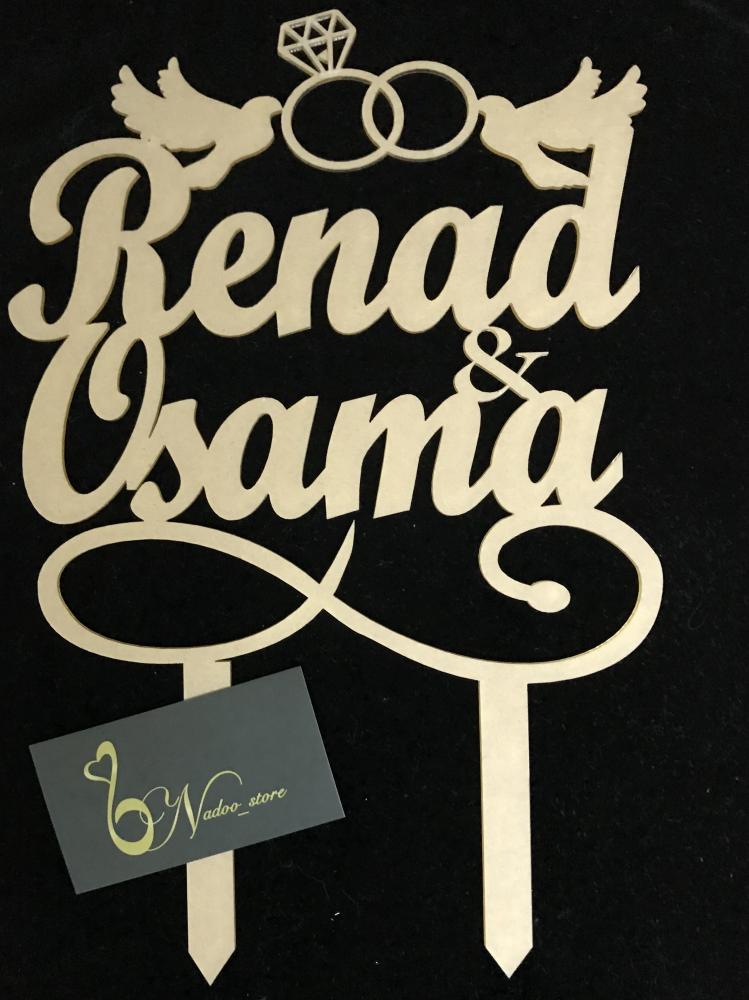 Renad
&
Osama
Nadoo_store